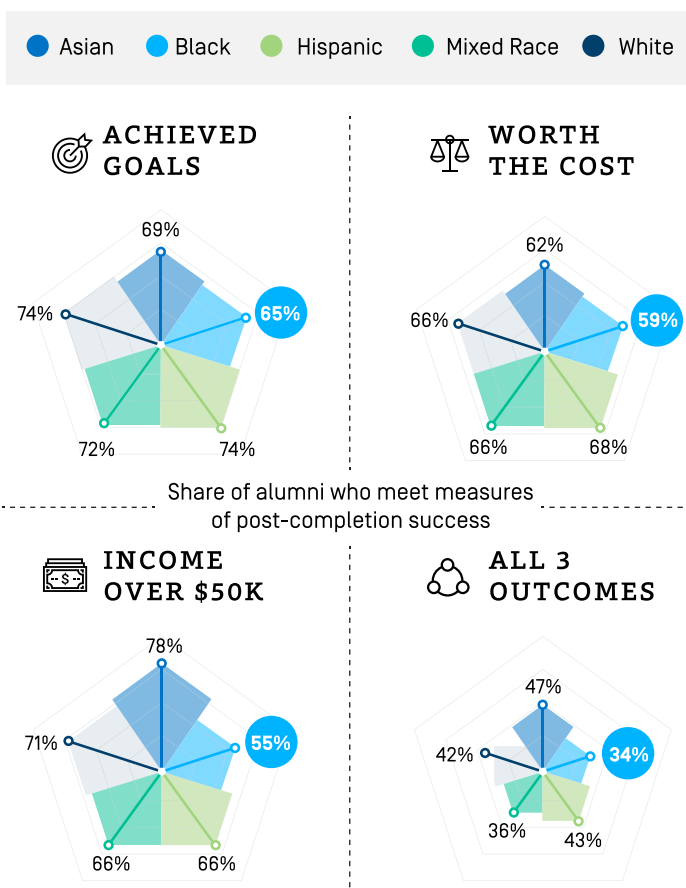 Asian Black Hispanic Mixed Race White
ACHIEVED
GOALS
69%
74%
65%
72%
74%
WORTH
THE COST
62%
66%
59%
66%
68%
Share of alumni who meet measures
of post-completion success
INCOME
OVER $50K
$
78%
71%
55%
66%
66%
ALL 3
OUTCOMES
47%
42%
34%
36%
43%